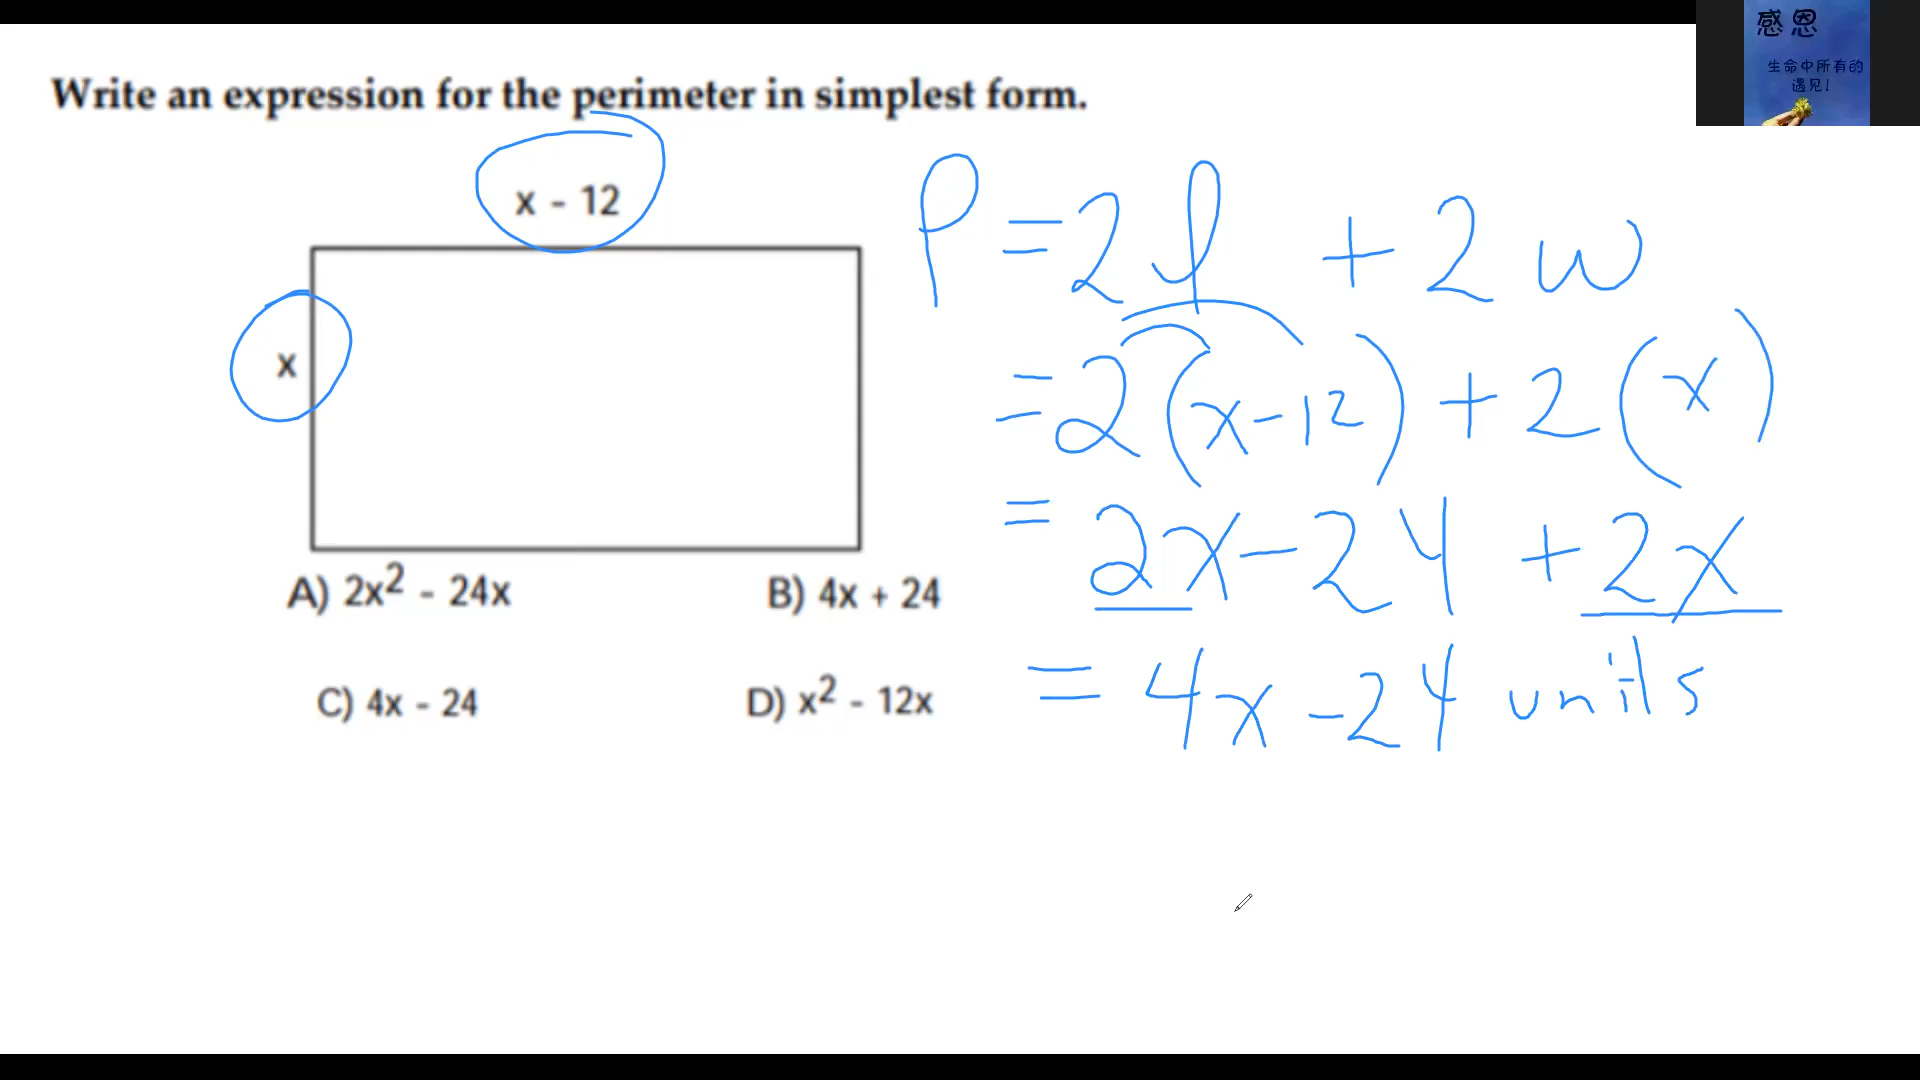 感恩
生命中所有的
遇见!
Write an expression for the perimeter in simplest form.
x - 12
x
A) 2x² - 24x
B) 4x + 24
C) 4x - 24
D) x² - 12x
P = 2l + 2w
= 2(x - 12) + 2(x)
= 2x - 24 + 2x
= 4x - 24 units